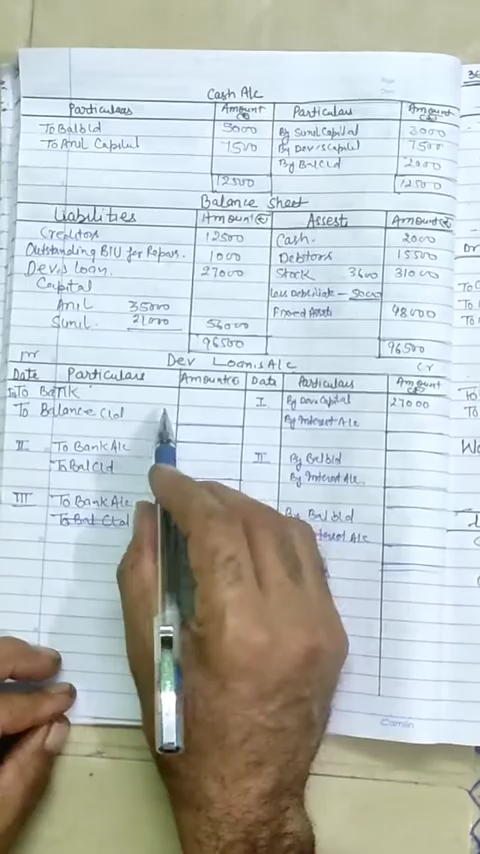 Cash A/c
Particulars Amount (₹) Particulars Amount (₹)
To Bal b/d 5000 By Sunil Capital 3000
To Anil Capital 7500 By Dev's Capital 7500
By Bal C/d 2000
12500 12500
Balance Sheet
Liabilities Amount (₹) Assest Amount (₹)
Creditors 12500 Cash. 2000
Outstanding Bill for Repair. 1000 Debtors 15500
Dev's loan. 27000 Stock 31000
Capital
Anil 35000 Fixed Assets 48000
Sunil. 21000 56000
96500 96500
Dev Loan's A/c
Cr
Date Particulars Amount (₹) Date Particulars Amount (₹)
I To Bank I By Dev's Capital 27000
To Balance C/d By Interest A/c
II To Bank A/c II By Bal b/d
To Bal C/d By Interest A/c.
III To Bank A/c By Bal b/d
To Bal C/d A/c
Camlin